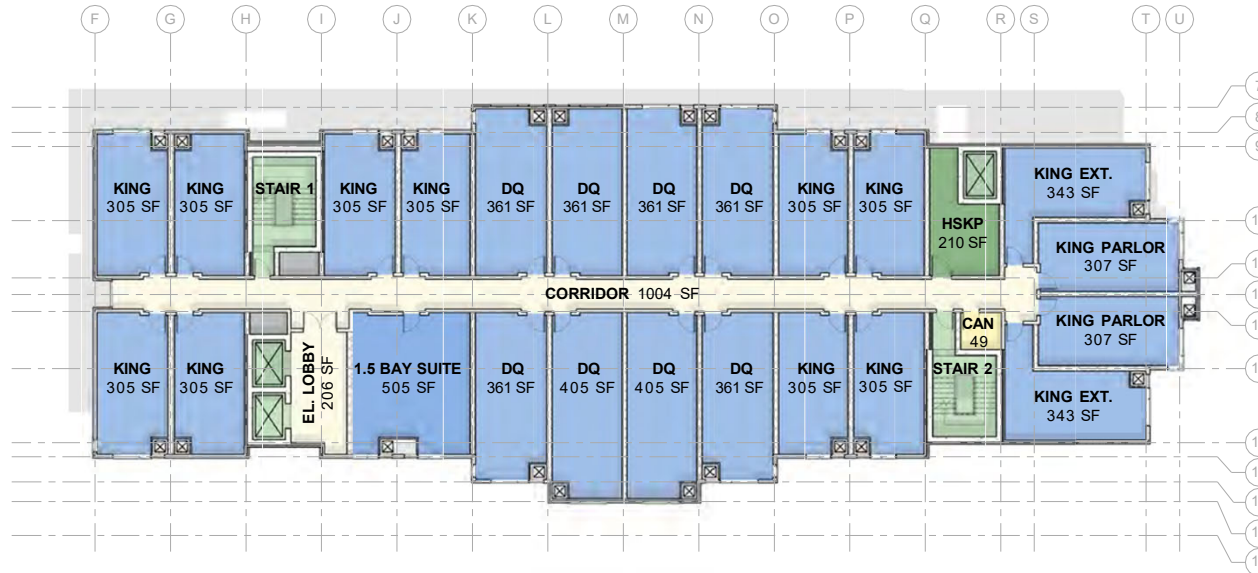 F G H I J K L M N O P Q R S T U
7
8
9
KING
305 SF
KING
305 SF
STAIR 1
KING
305 SF
KING
305 SF
DQ
361 SF
DQ
361 SF
DQ
361 SF
DQ
361 SF
KING
305 SF
KING
305 SF
HSKP
210 SF
KING EXT.
343 SF
KING PARLOR
307 SF
CORRIDOR 1004 SF
KING
305 SF
KING
305 SF
EL. LOBBY
206 SF
1.5 BAY SUITE
505 SF
DQ
361 SF
DQ
405 SF
DQ
405 SF
DQ
361 SF
KING
305 SF
KING
305 SF
CAN
49
STAIR 2
KING PARLOR
307 SF
KING EXT.
343 SF